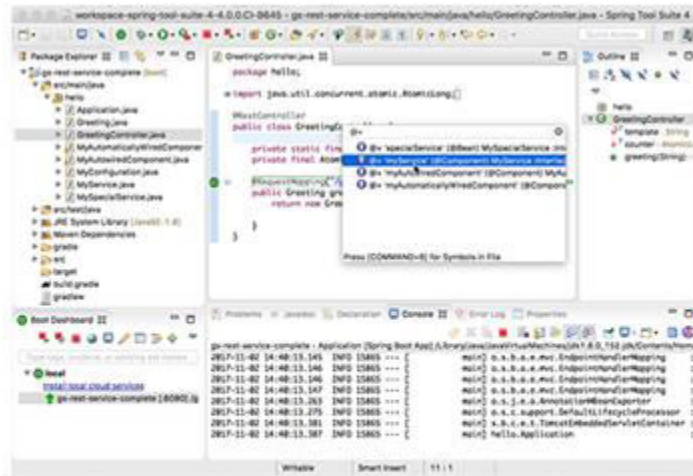 workspace-spring-tool-suite-4-4.0.0.CI-B645 - gs-rest-service-complete/src/main/java/hello/GreetingController.java - Spring Tool Suite 4
Package Explorer
gs-rest-service-complete [boot]
src/main/java
hello
Application.java
Greeting.java
GreetingController.java
MyAutomaticallyWiredComponent
MyAutowiredComponent.java
MyConfiguration.java
MyService.java
MySpecialService.java
src/test/java
JRE System Library [JavaSE-1.8]
Maven Dependencies
gradle
src
target
build.gradle
gradlew
GreetingController.java
package hello;
import java.util.concurrent.atomic.AtomicLong;
@RestController
public class GreetingC
private static fin
private final Atom
@RequestMapping("/g
public Greeting gre
return new Gree
}
}
@+
@+ 'specialService' (@Bean) MySpecialService
@+ 'myService' (@Component) MyService
@+ 'myAutowiredComponent' (@Component) MyAu
@+ 'myAutomaticallyWiredComponent' (@Compone
Press [COMMAND+6] for Symbols in File
Outline
hello
GreetingController
template : String
counter : AtomicLo
greeting(String)
Boot Dashboard
local
Install local cloud services
gs-rest-service-complete [:8080]
Problems
Javadoc
Declaration
Console
Error Log
Properties
gs-rest-service-complete - Application [Spring Boot App] /Library/Java/JavaVirtualMachines/jdk1.8.0_152.jdk/Contents/Home
2017-11-02 14:40:13.145 INFO 15865 --- [ main] o.s.b.a.e.mvc.EndpointHandlerMapping
2017-11-02 14:40:13.146 INFO 15865 --- [ main] o.s.b.a.e.mvc.EndpointHandlerMapping
2017-11-02 14:40:13.146 INFO 15865 --- [ main] o.s.b.a.e.mvc.EndpointHandlerMapping
2017-11-02 14:40:13.147 INFO 15865 --- [ main] o.s.b.a.e.mvc.EndpointHandlerMapping
2017-11-02 14:40:13.263 INFO 15865 --- [ main] o.s.j.e.a.AnnotationMBeanExporter
2017-11-02 14:40:13.275 INFO 15865 --- [ main] o.s.c.support.DefaultLifecycleProcessor
2017-11-02 14:40:13.381 INFO 15865 --- [ main] s.b.c.e.t.TomcatEmbeddedServletContainer
2017-11-02 14:40:13.387 INFO 15865 --- [ main] hello.Application
Writable
Smart Insert
11 : 1